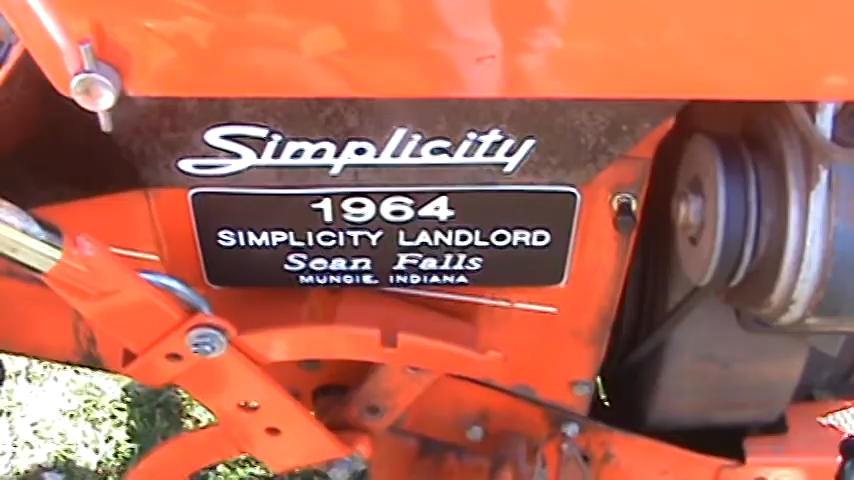 Simplicity
1964
SIMPLICITY LANDLORD
Sean Falls
MUNCIE, INDIANA